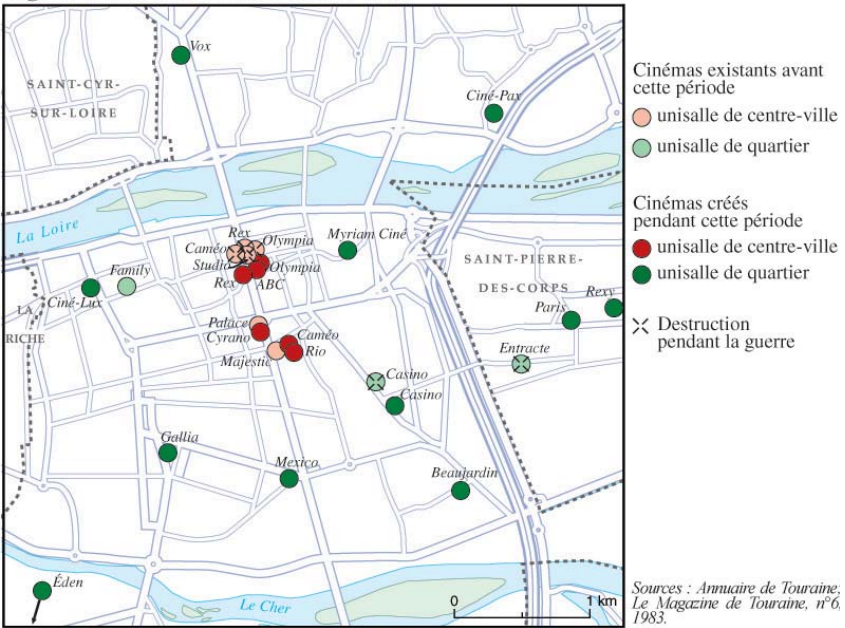 Vox
SAINT-CYR-
SUR-LOIRE
Ciné-Pax
La Loire
Rex
Olympia
Caméo
Studio
Olympia
Rex
ABC
Myriam Ciné
SAINT-PIERRE-
DES-CORPS
Family
Ciné-Lux
LA
RICHE
Rexy
Paris
Palace
Cyrano
Caméo
Rio
Majestic
Entracte
Casino
Casino
Gallia
Mexico
Beaujardin
Éden
Le Cher
0
1 km
Cinémas existants avant
cette période
unisalle de centre-ville
unisalle de quartier
Cinémas créés
pendant cette période
unisalle de centre-ville
unisalle de quartier
Destruction
pendant la guerre
Sources : Annuaire de Touraine;
Le Magazine de Touraine, n°6,
1983.